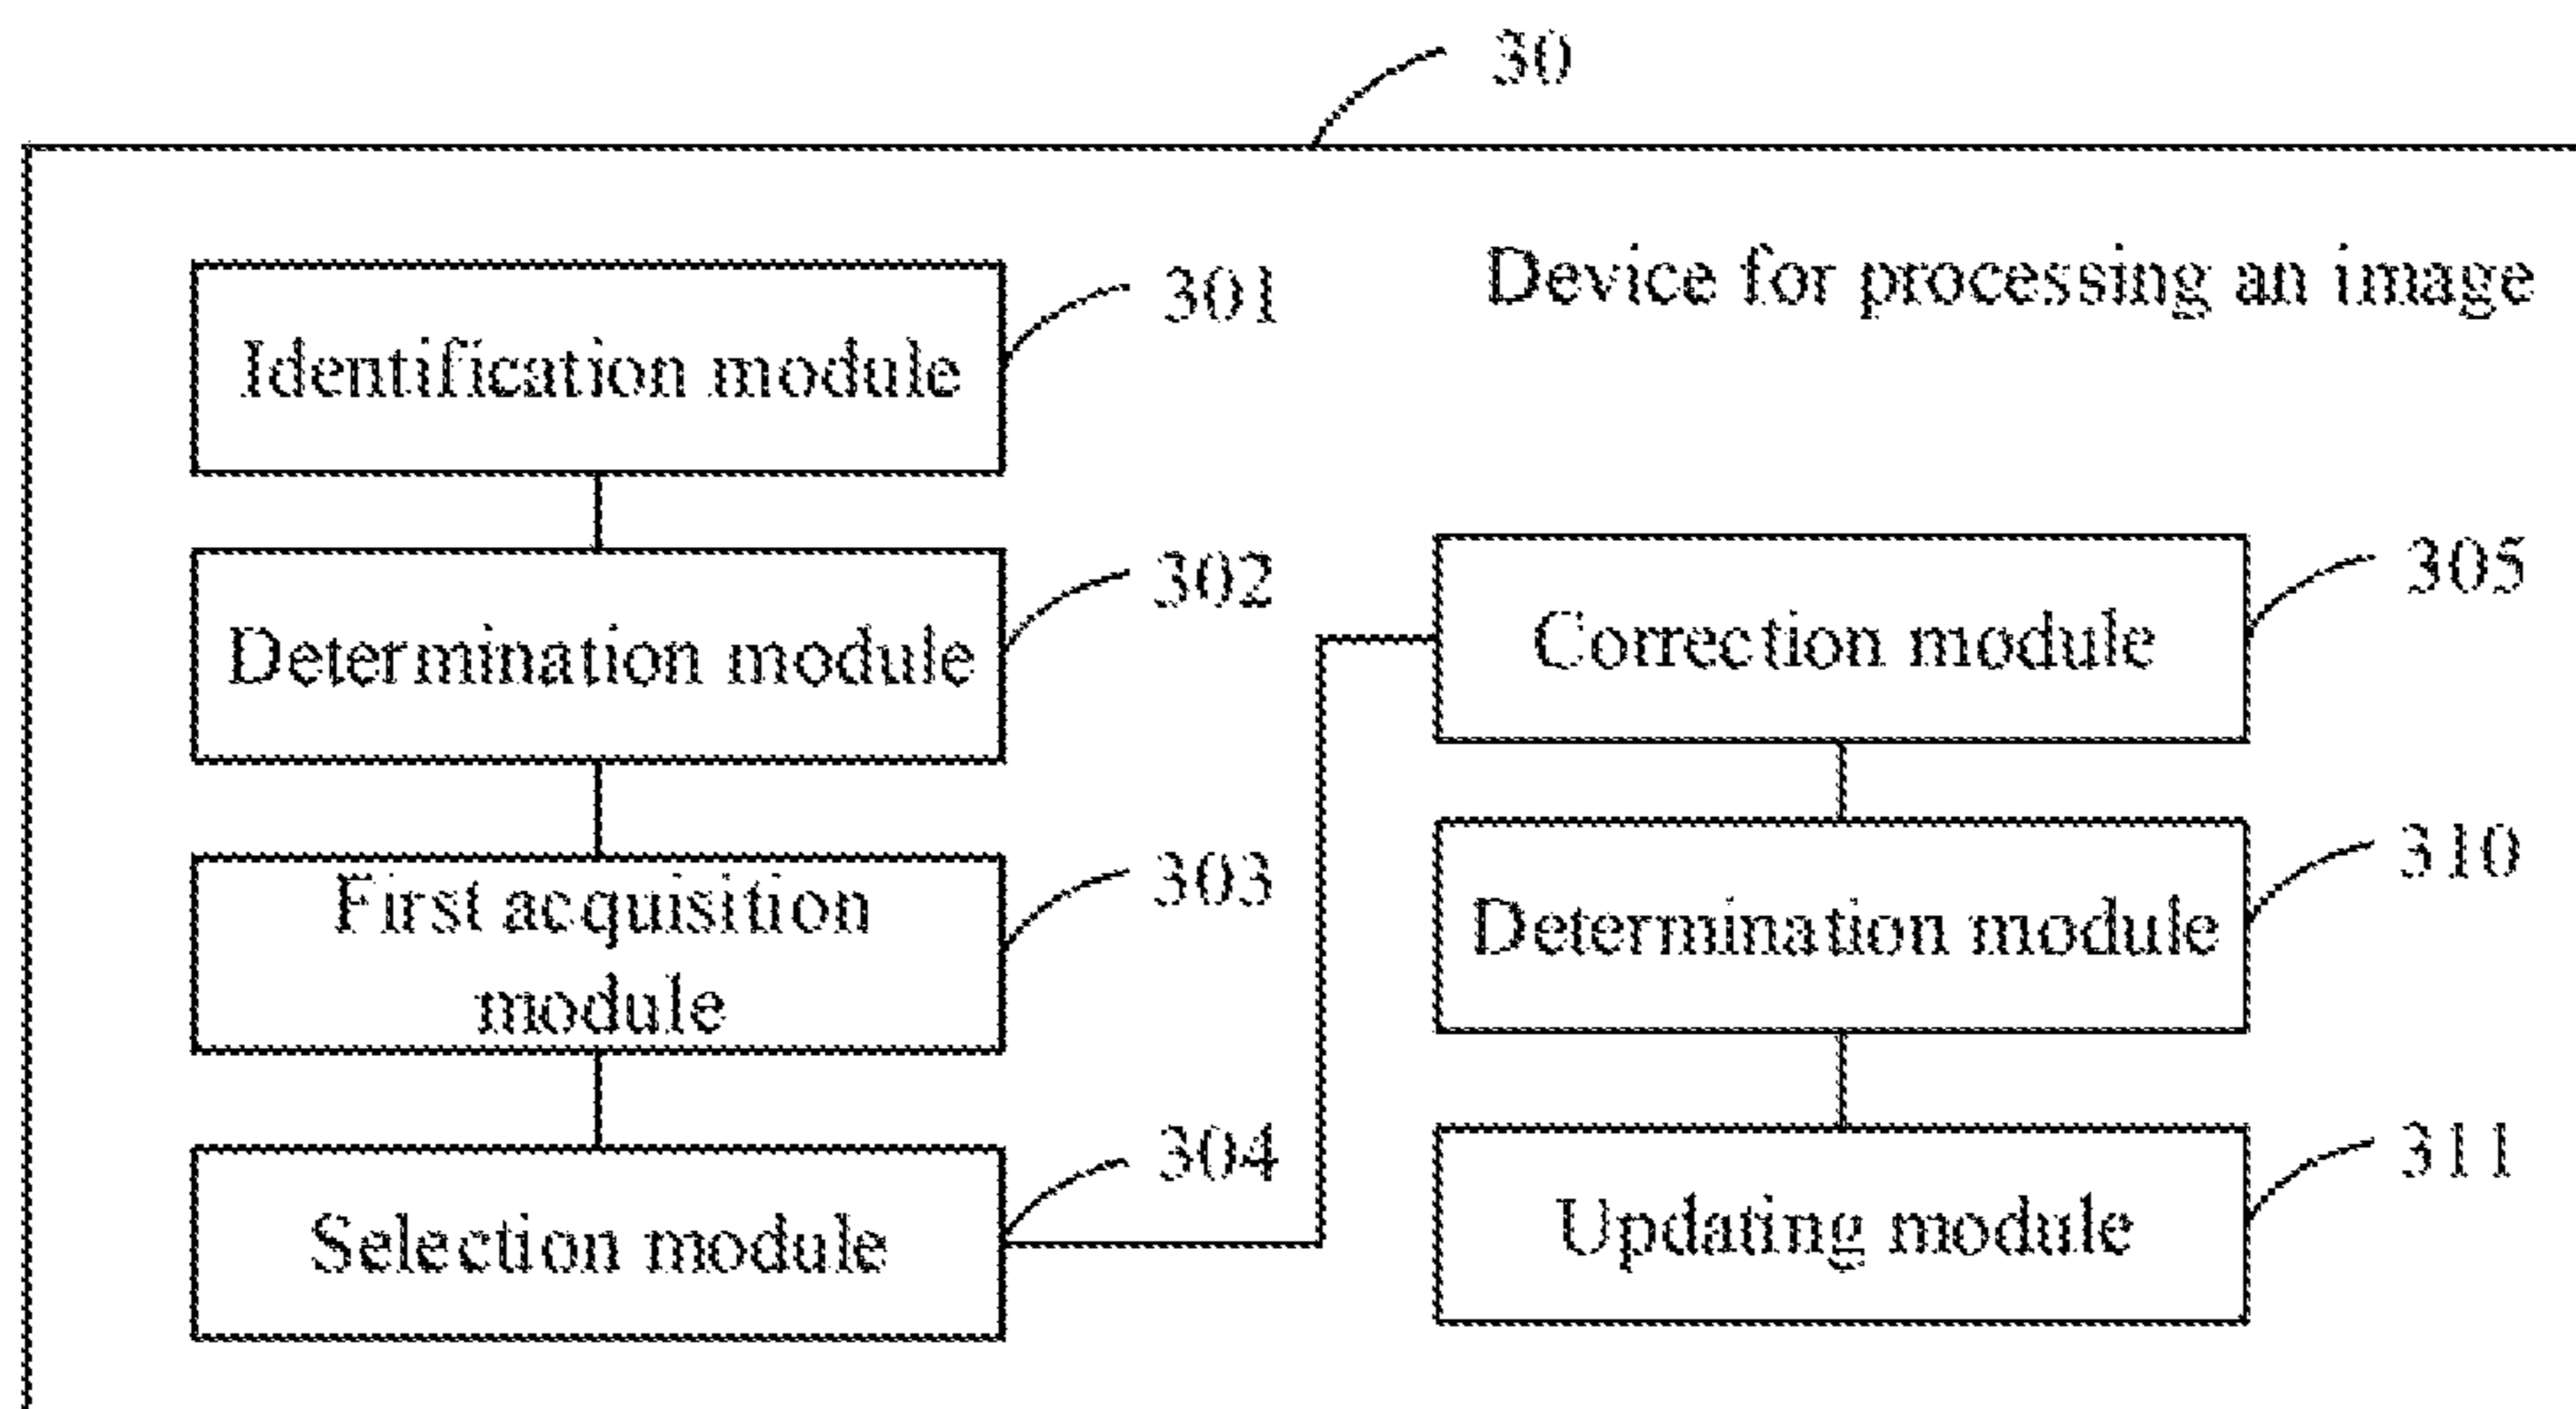 30
Device for processing an image
Identification module
301
Determination module
302
First acquisition
module
303
Selection module
304
Correction module
305
Determination module
310
Updating module
311